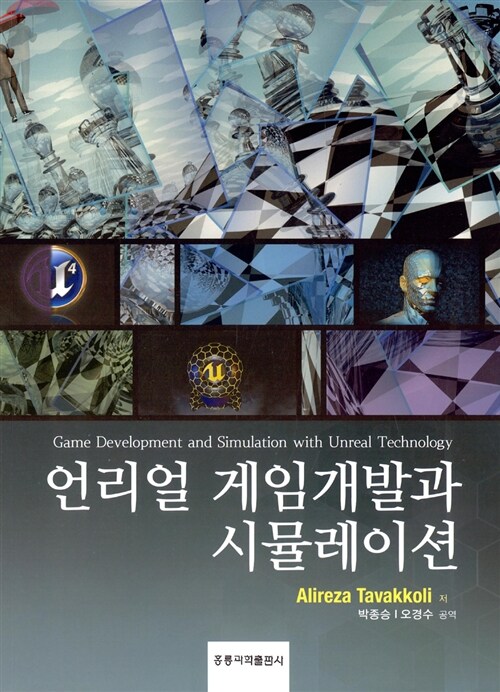 u 4
u
Game Development and Simulation with Unreal Technology
언리얼 게임개발과
시뮬레이션
Alireza Tavakkoli 저
박종승 I 오경수 공역
홍릉과학출판사